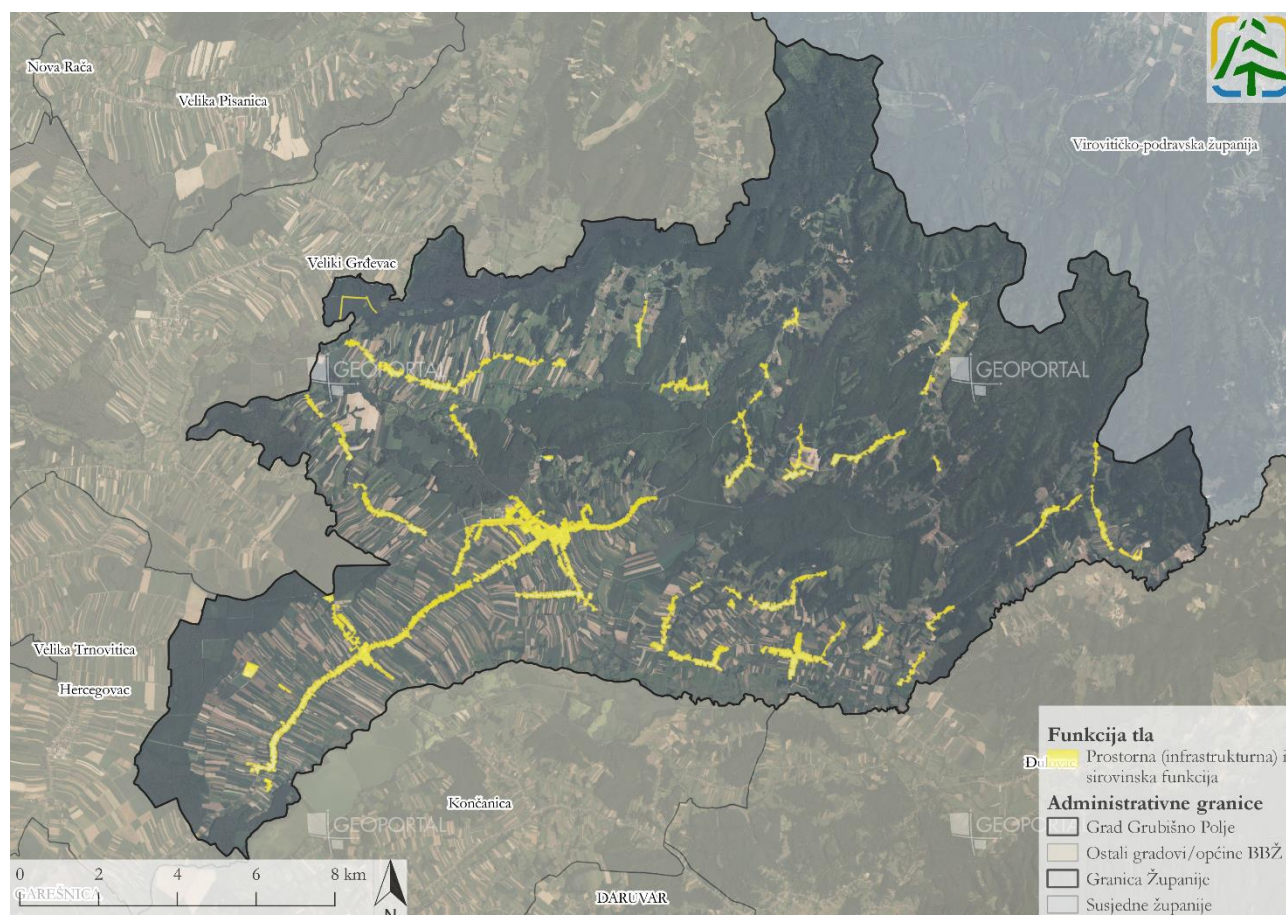 Nova Rača
Velika Pisanica
Virovitičko-podravska županija
Veliki Grđevac
GEOPORTAL
GEOPORTAL
Velika Trnovitica
Hercegovac
Končanica
GEOPORTAL
GEOPORTAL
GAREŠNICA
DARUVAR
0 2 4 6 8 km
N
Funkcija tla
Prostorna (infrastrukturna) i
sirovinska funkcija
Administrativne granice
Grad Grubišno Polje
Ostali gradovi/općine BBŽ
Granica Županije
Susjedne županije